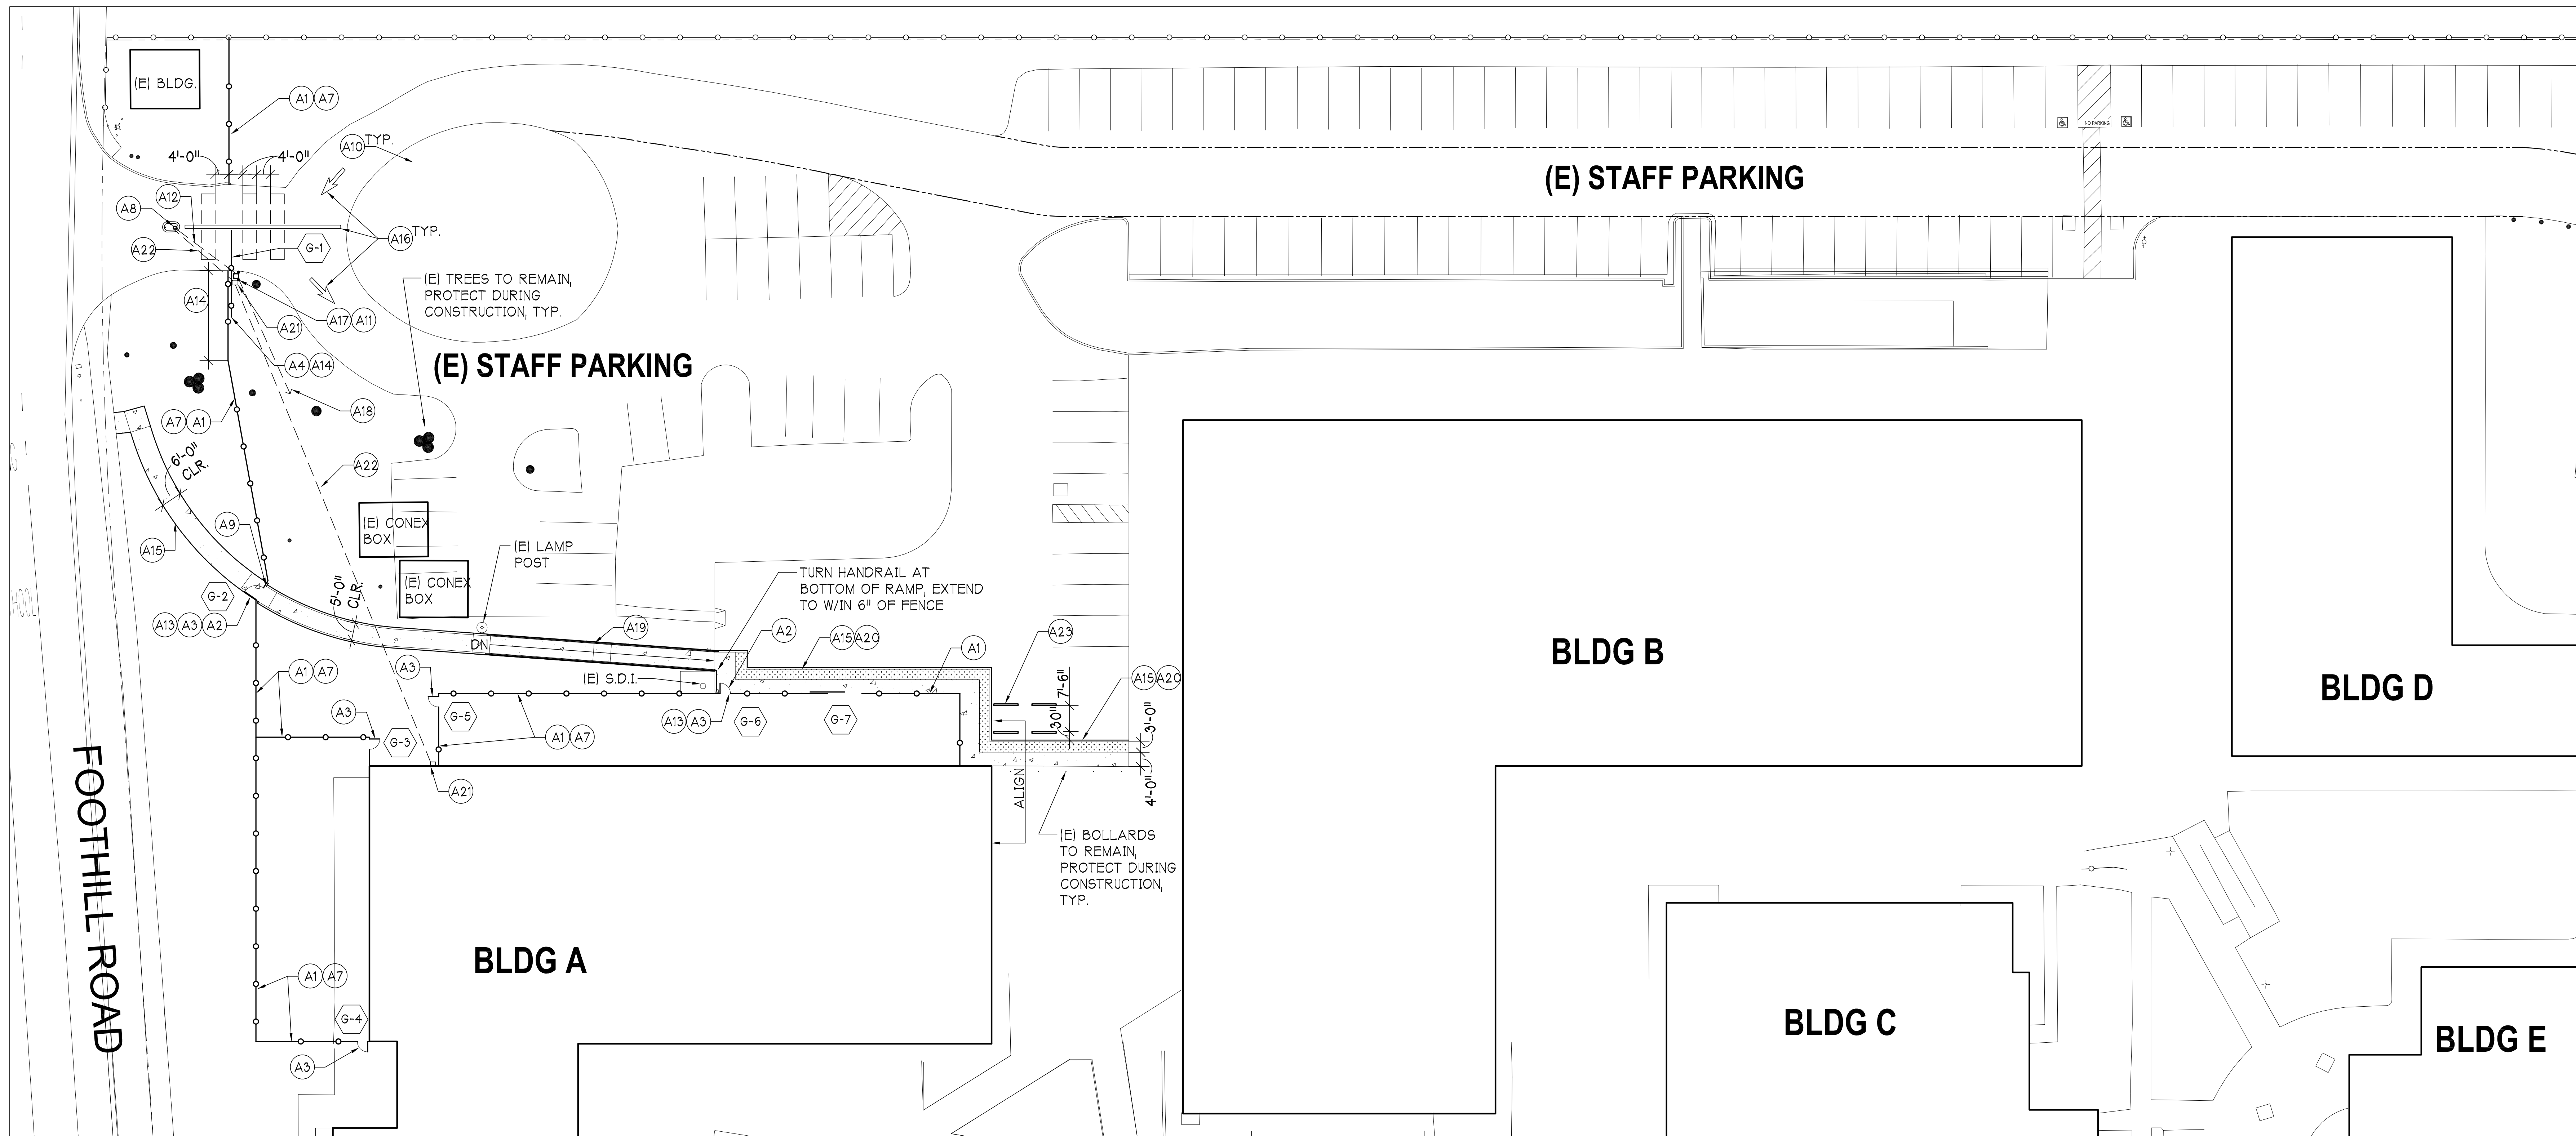 (E) BLDG.
A1 A7
4'-0"
4'-0"
A10 TYP.
NO PARKING
(E) STAFF PARKING
A12
A8
A22
G-1
A16 TYP.
A14
(E) TREES TO REMAIN,
PROTECT DURING
CONSTRUCTION, TYP.
A21
A17 A11
A4 A14
(E) STAFF PARKING
A18
A7 A1
6'-0"
CLR.
A22
A9
A15
(E) CONEX
BOX
(E) LAMP
POST
(E) CONEX
BOX
TURN HANDRAIL AT
BOTTOM OF RAMP, EXTEND
TO W/IN 6" OF FENCE
G-2
5'-0"
CLR.
A13 A3 A2
DN
A19
A2
A15 A20
A1
A23
A1 A7
A3
(E) S.D.I.
7'-6"
30"
A15 A20
3'-0"
4'-0"
A3
G-5
G-3
A13 A3
G-6
G-7
A1 A7
A21
ALIGN
(E) BOLLARDS
TO REMAIN,
PROTECT DURING
CONSTRUCTION,
TYP.
BLDG B
BLDG D
FOOTHILL ROAD
BLDG A
A1 A7
G-4
A3
BLDG C
BLDG E